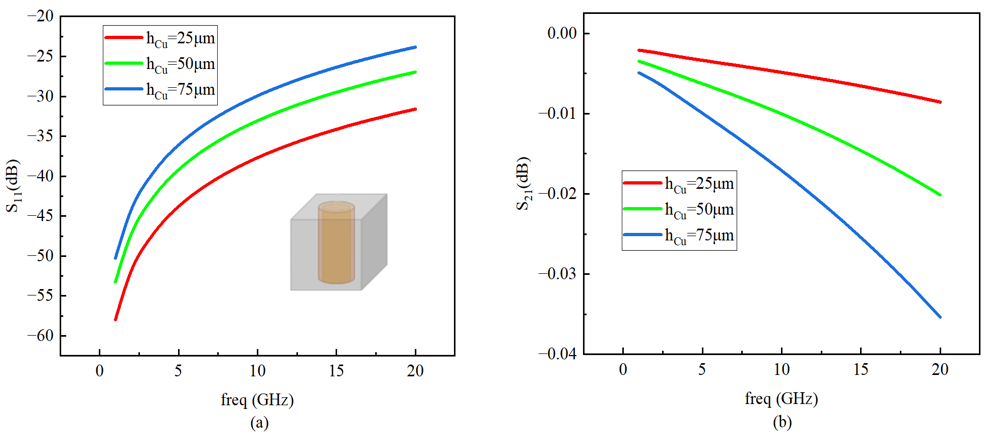 −20
−25
−30
−35
−40
−45
−50
−55
−60
S₁₁(dB)
hCu=25μm
hCu=50μm
hCu=75μm
0
5
10
15
20
freq (GHz)
(a)
0.00
−0.01
−0.02
−0.03
−0.04
S₂₁(dB)
hCu=25μm
hCu=50μm
hCu=75μm
0
5
10
15
20
freq (GHz)
(b)